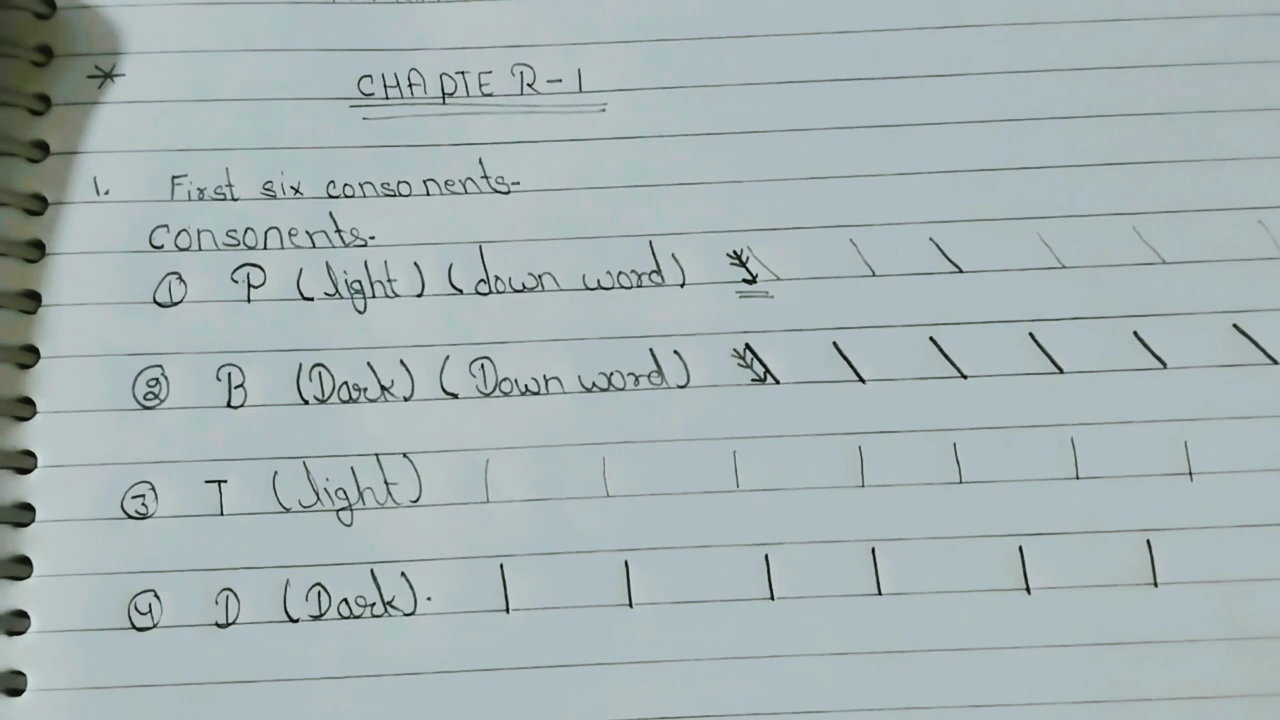 * CHAPTER-1
1. First six consonents-
Consonents-
① P (light) (down word)
② B (Dark) (Down word)
③ T (light)
④ D (Dark).